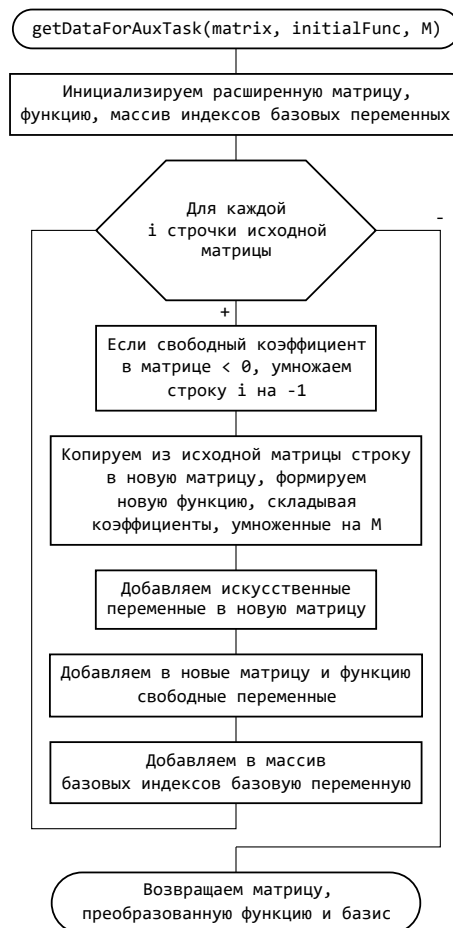 getDataForAuxTask(matrix, initialFunc, M)
Инициализируем расширенную матрицу,
функцию, массив индексов базовых переменных
Для каждой
i строчки исходной
матрицы
-
+
Если свободный коэффициент
в матрице < 0, умножаем
строку i на -1
Копируем из исходной матрицы строку
в новую матрицу, формируем
новую функцию, складывая
коэффициенты, умноженные на M
Добавляем искусственные
переменные в новую матрицу
Добавляем в новые матрицу и функцию
свободные переменные
Добавляем в массив
базовых индексов базовую переменную
Возвращаем матрицу,
преобразованную функцию и базис